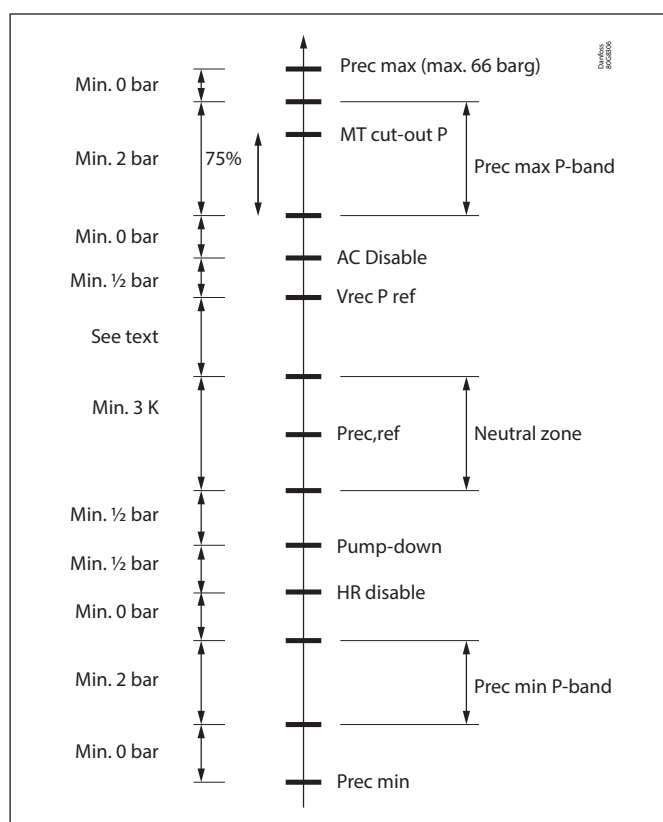 Prec max (max. 66 barg)
Danfoss
80G8I06
Min. 0 bar
MT cut-out P
Min. 2 bar
75%
Prec max P-band
Min. 0 bar
AC Disable
Min. ½ bar
Vrec P ref
See text
Min. 3 K
Prec,ref
Neutral zone
Min. ½ bar
Pump-down
Min. ½ bar
HR disable
Min. 0 bar
Min. 2 bar
Prec min P-band
Min. 0 bar
Prec min